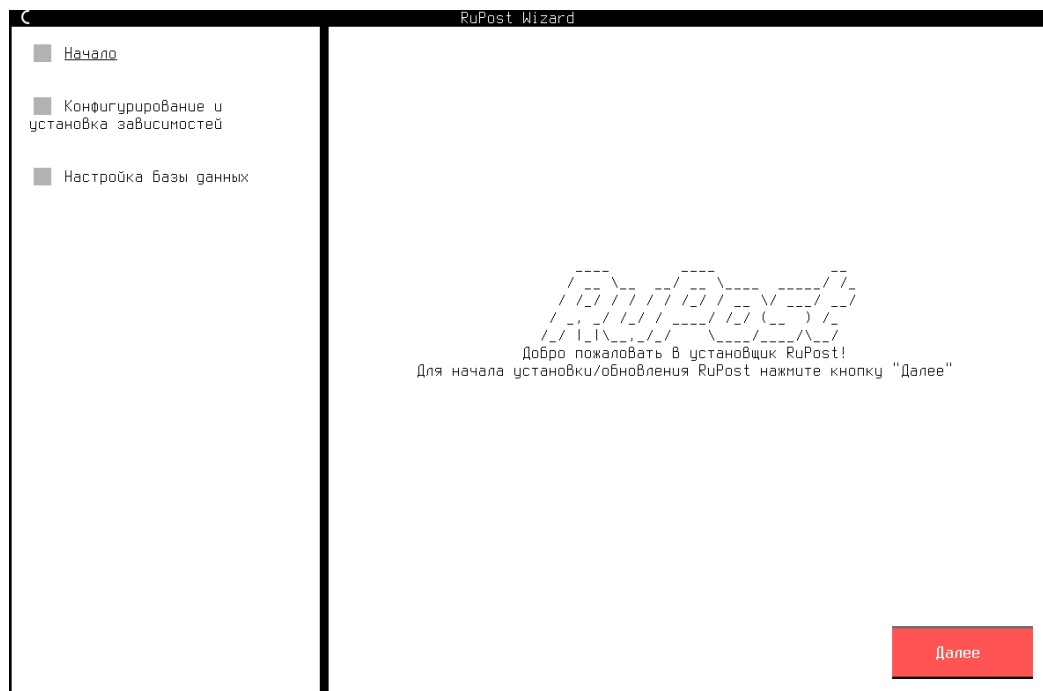 RuPost Wizard
Начало
Конфигурирование и
установка зависимостей
Настройка базы данных
RuPost
Добро пожаловать в установщик RuPost!
Для начала установки/обновления RuPost нажмите кнопку "Далее"
Далее